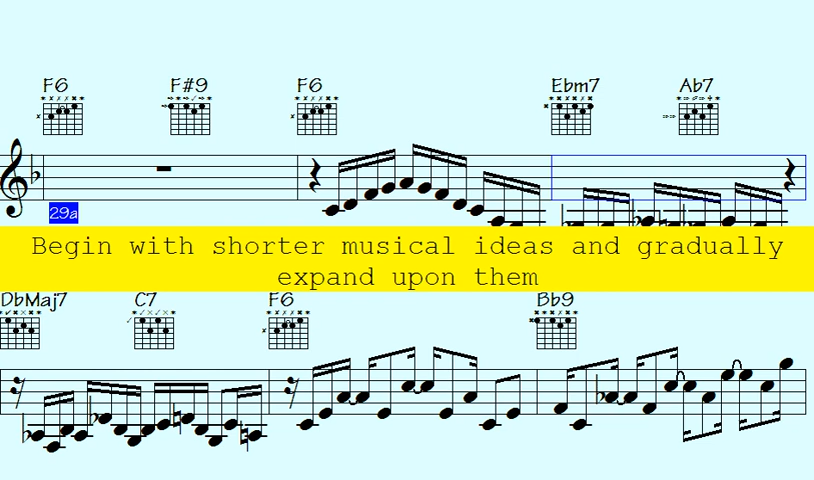 F6 F#9 F6 Ebm7 Ab7
29a
Begin with shorter musical ideas and gradually
expand upon them
DbMaj7 C7 F6 Bb9